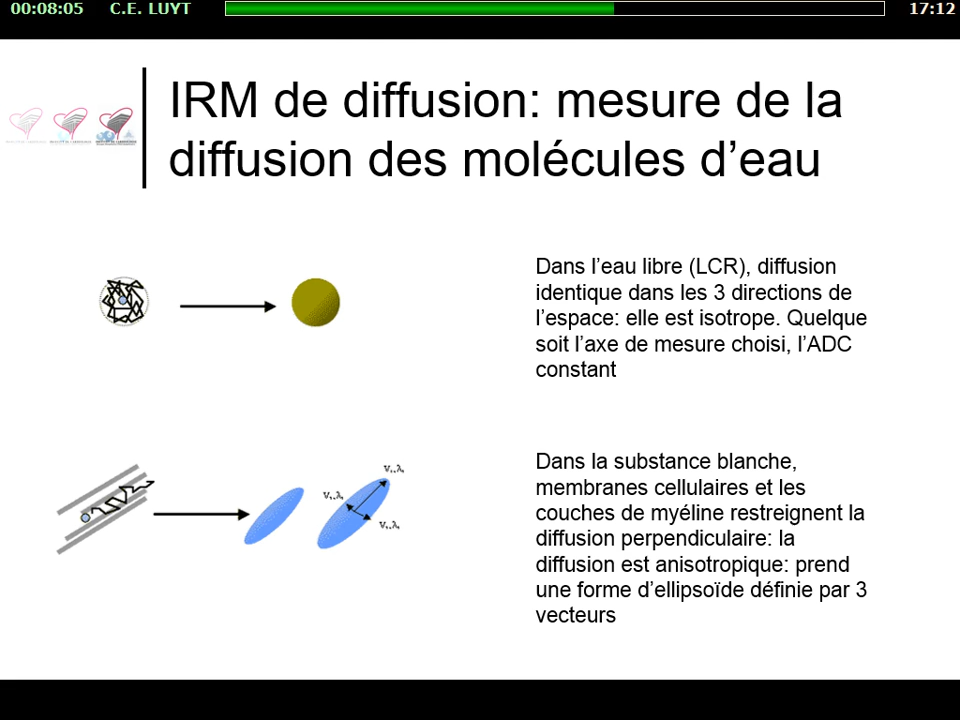 00:08:05 C.E. LUYT 17:12
IRM de diffusion: mesure de la
diffusion des molécules d’eau
Dans l’eau libre (LCR), diffusion
identique dans les 3 directions de
l’espace: elle est isotrope. Quelque
soit l’axe de mesure choisi, l’ADC
constant
Dans la substance blanche,
membranes cellulaires et les
couches de myéline restreignent la
diffusion perpendiculaire: la
diffusion est anisotropique: prend
une forme d’ellipsoïde définie par 3
vecteurs